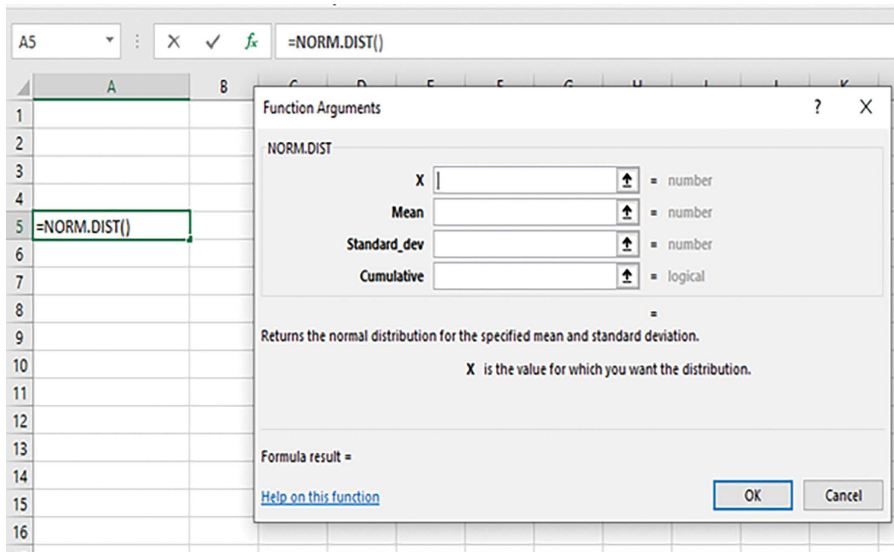 A5 =NORM.DIST()
A B
Function Arguments ? X
1
2
3
4
5 =NORM.DIST()
6
7
8
9
10
11
12
13
14
15
16
NORM.DIST
X = number
Mean = number
Standard_dev = number
Cumulative = logical
=
Returns the normal distribution for the specified mean and standard deviation.
X is the value for which you want the distribution.
Formula result =
Help on this function OK Cancel